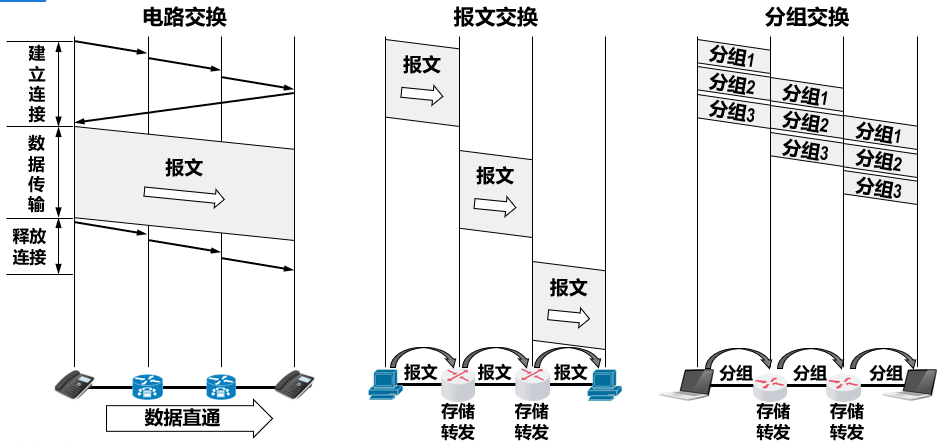 电路交换
报文交换
分组交换
建立连接
数据传输
释放
连接
报文
数据直通
报文
报文
报文
报文
报文
报文
存储
转发
存储
转发
分组1
分组2
分组3
分组1
分组2
分组3
分组1
分组2
分组3
分组
分组
分组
存储
转发
存储
转发